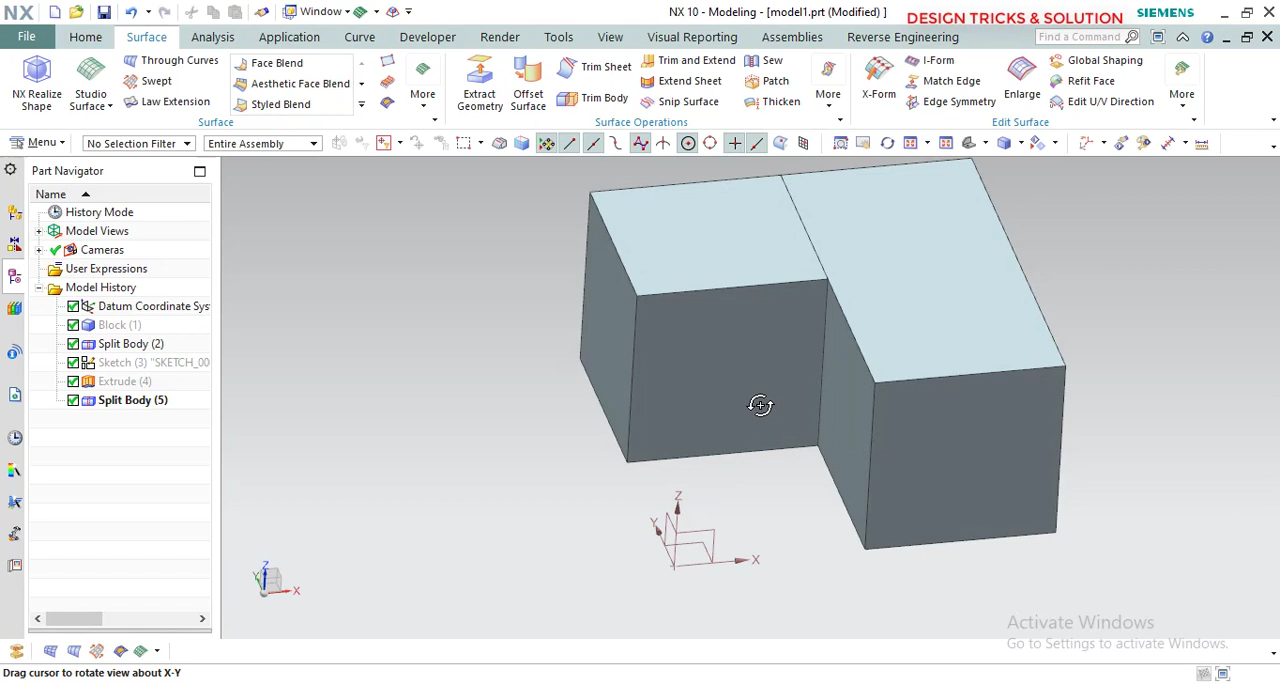 NX
Window
NX 10 - Modeling - [model1.prt (Modified) ]
DESIGN TRICKS & SOLUTION
SIEMENS
File Home Surface Analysis Application Curve Developer Render Tools View Visual Reporting Assemblies Reverse Engineering
Find a Command
NX Realize Shape
Studio Surface
Through Curves
Swept
Law Extension
Face Blend
Aesthetic Face Blend
Styled Blend
More
Surface
Extract Geometry
Offset Surface
Trim Sheet
Trim Body
Trim and Extend
Extend Sheet
Snip Surface
Sew
Patch
Thicken
More
Surface Operations
X-Form
I-Form
Match Edge
Edge Symmetry
Enlarge
Global Shaping
Refit Face
Edit U/V Direction
More
Edit Surface
Menu
No Selection Filter
Entire Assembly
Part Navigator
Name
History Mode
Model Views
Cameras
User Expressions
Model History
Datum Coordinate Sys
Block (1)
Split Body (2)
Sketch (3) "SKETCH_00
Extrude (4)
Split Body (5)
Z
Y
X
Z
Y
X
Activate Windows
Go to Settings to activate Windows.
Drag cursor to rotate view about X-Y